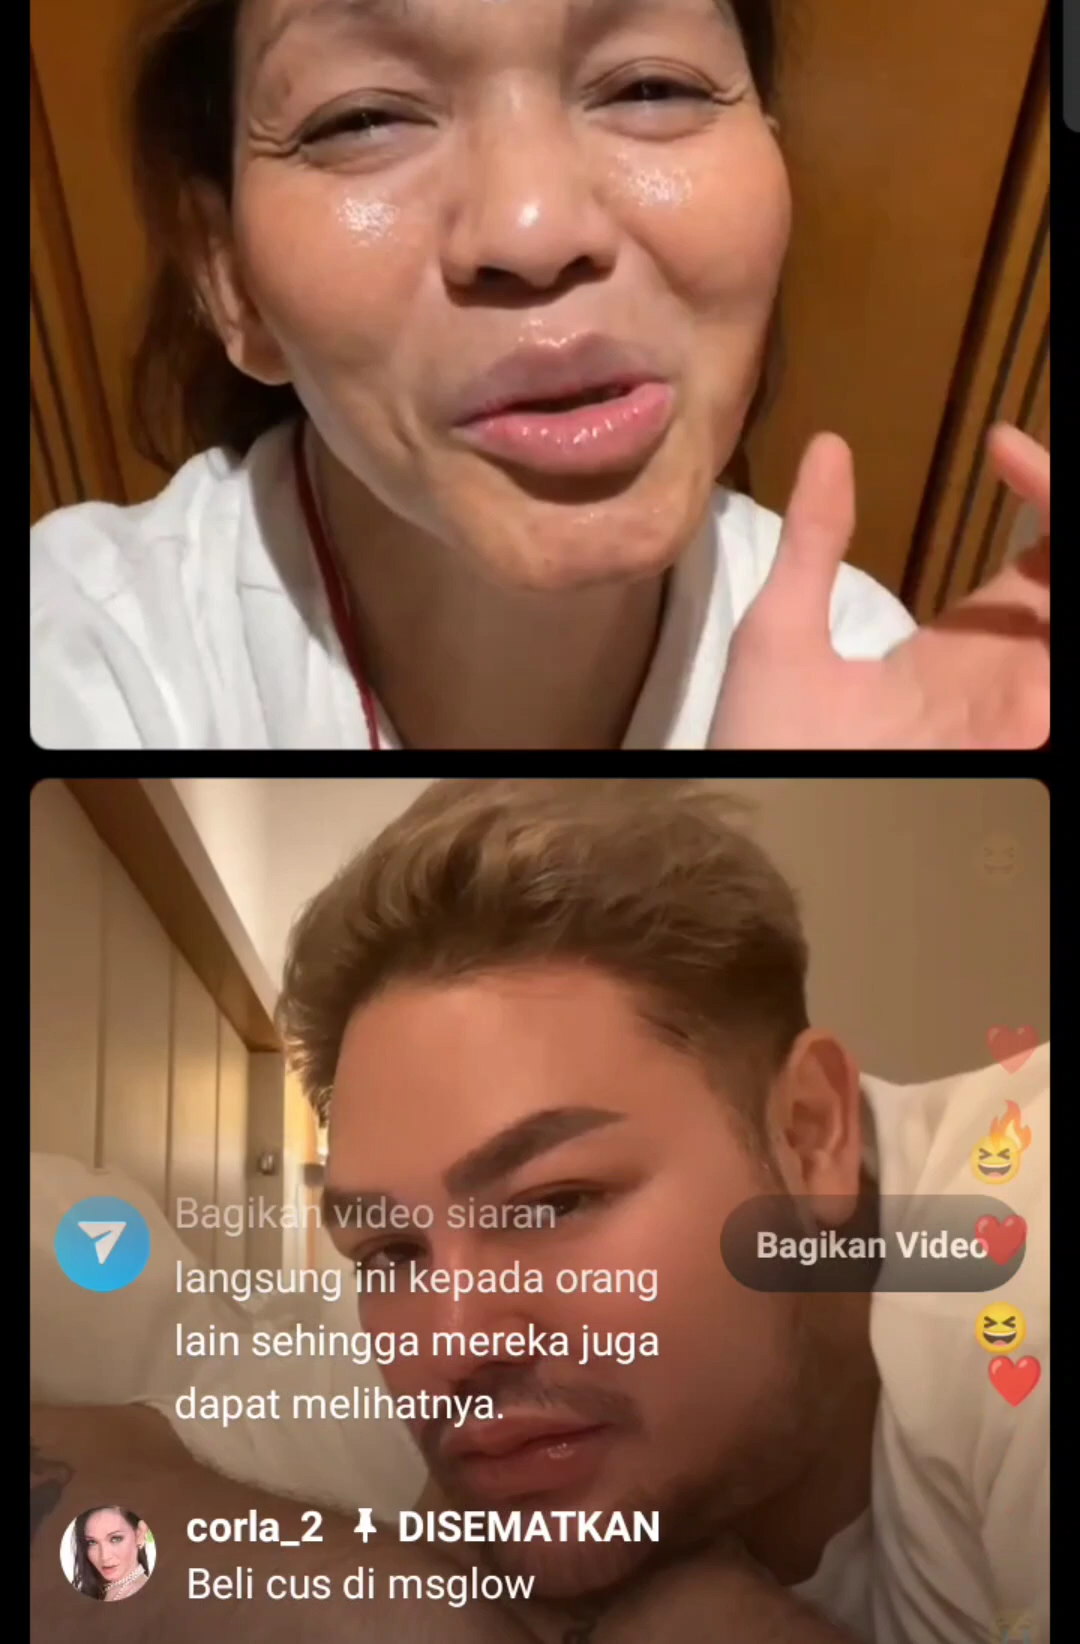 Bagikan video siaran
langsung ini kepada orang
lain sehingga mereka juga
dapat melihatnya.
Bagikan Video
corla_2 DISEMATKAN
Beli cus di msglow